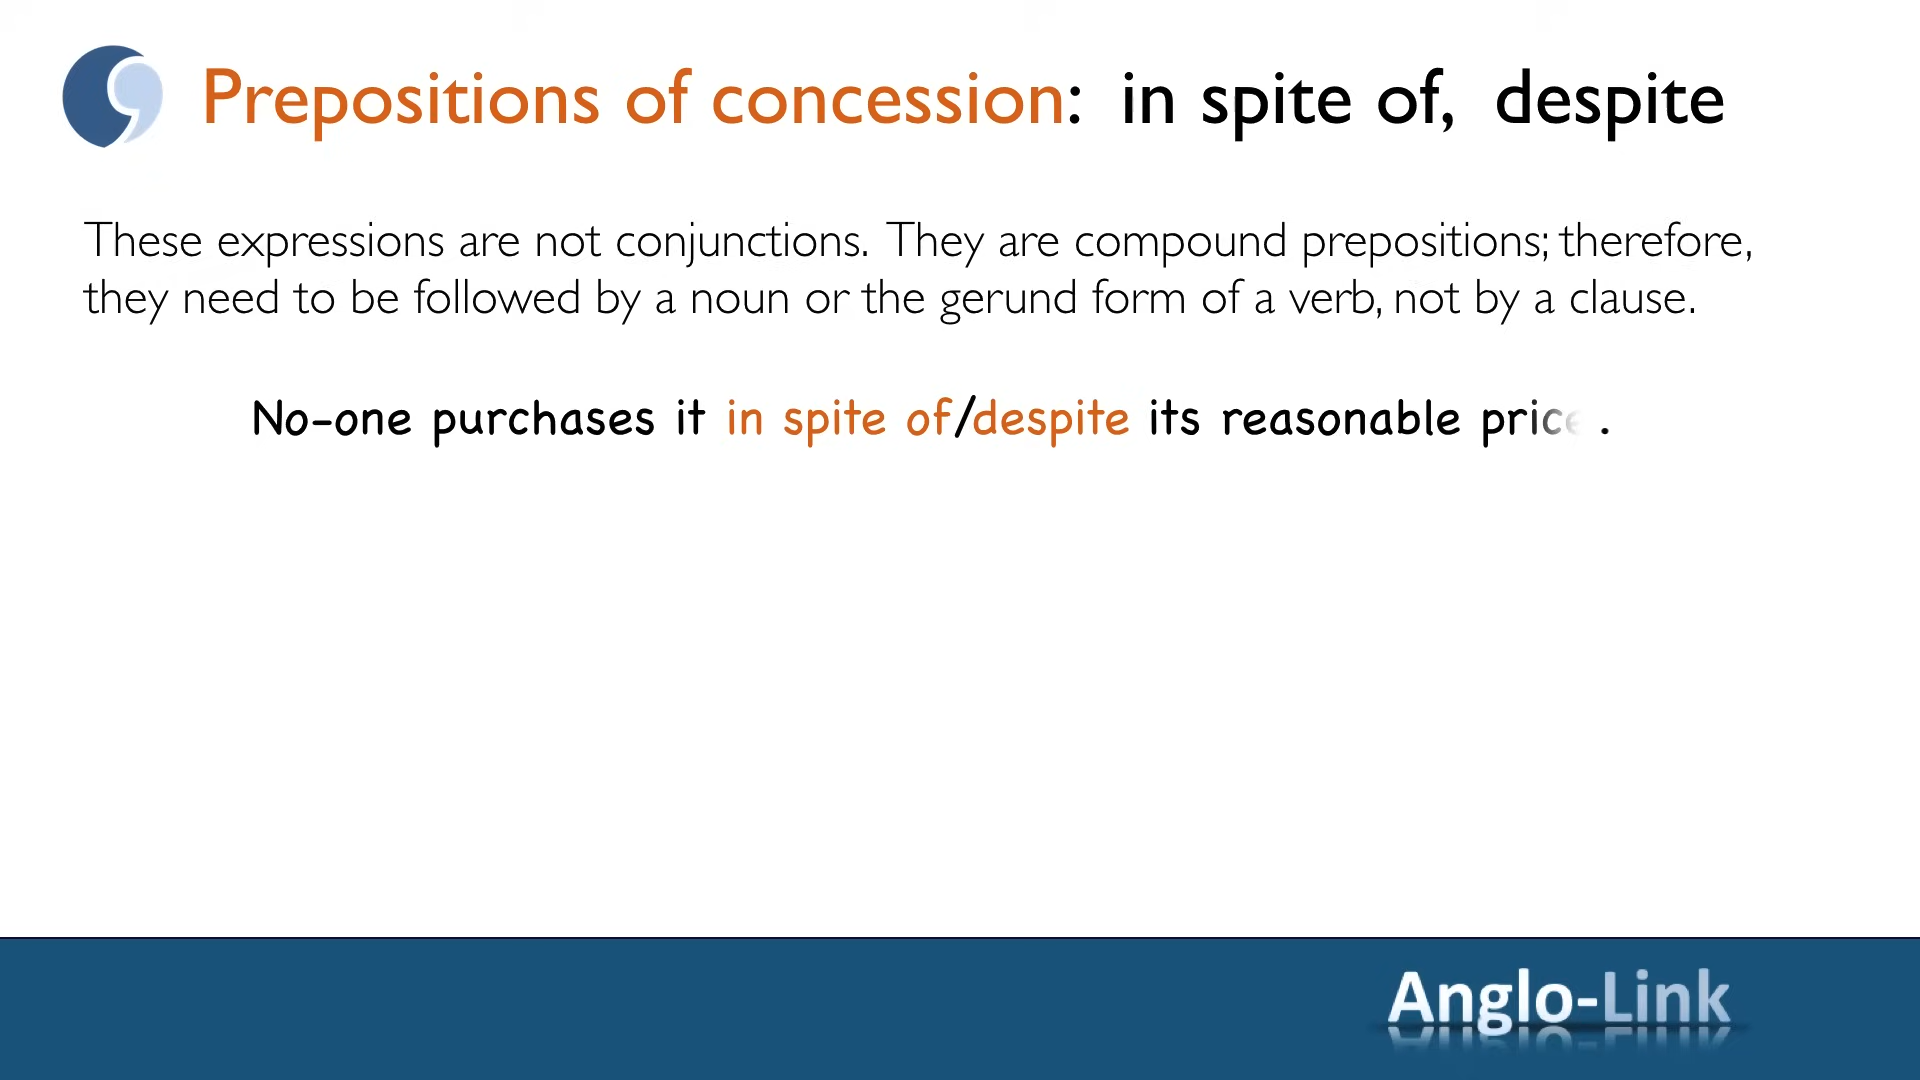 Prepositions of concession: in spite of, despite
These expressions are not conjunctions. They are compound prepositions; therefore,
they need to be followed by a noun or the gerund form of a verb, not by a clause.
No-one purchases it in spite of/despite its reasonable price .
Anglo-Link